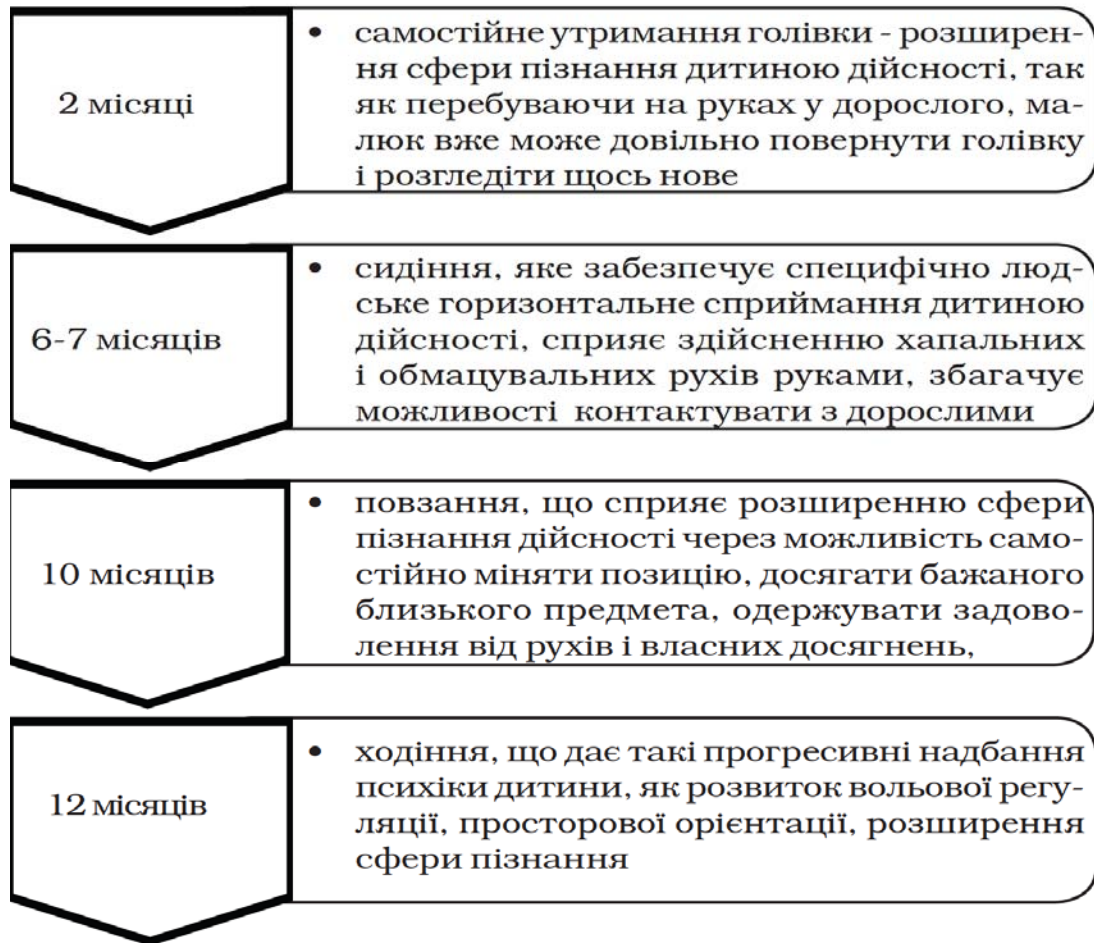 2 місяці
• самостійне утримання голівки - розширен-
ня сфери пізнання дитиною дійсності, так
як перебуваючи на руках у дорослого, ма-
люк вже може довільно повернути голівку
і розгледіти щось нове
6-7 місяців
• сидіння, яке забезпечує специфічно люд-
ське горизонтальне сприймання дитиною
дійсності, сприяє здійсненню хапальних
і обмацувальних рухів руками, збагачує
можливості контактувати з дорослими
10 місяців
• повзання, що сприяє розширенню сфери
пізнання дійсності через можливість само-
стійно міняти позицію, досягати бажаного
близького предмета, одержувати задово-
лення від рухів і власних досягнень,
12 місяців
• ходіння, що дає такі прогресивні надбання
психіки дитини, як розвиток вольової регу-
ляції, просторової орієнтації, розширення
сфери пізнання